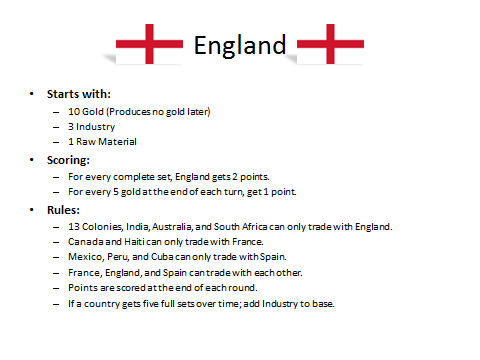 England
• Starts with:
– 10 Gold (Produces no gold later)
– 3 Industry
– 1 Raw Material
• Scoring:
– For every complete set, England gets 2 points.
– For every 5 gold at the end of each turn, get 1 point.
• Rules:
– 13 Colonies, India, Australia, and South Africa can only trade with England.
– Canada and Haiti can only trade with France.
– Mexico, Peru, and Cuba can only trade with Spain.
– France, England, and Spain can trade with each other.
– Points are scored at the end of each round.
– If a country gets five full sets over time; add Industry to base.